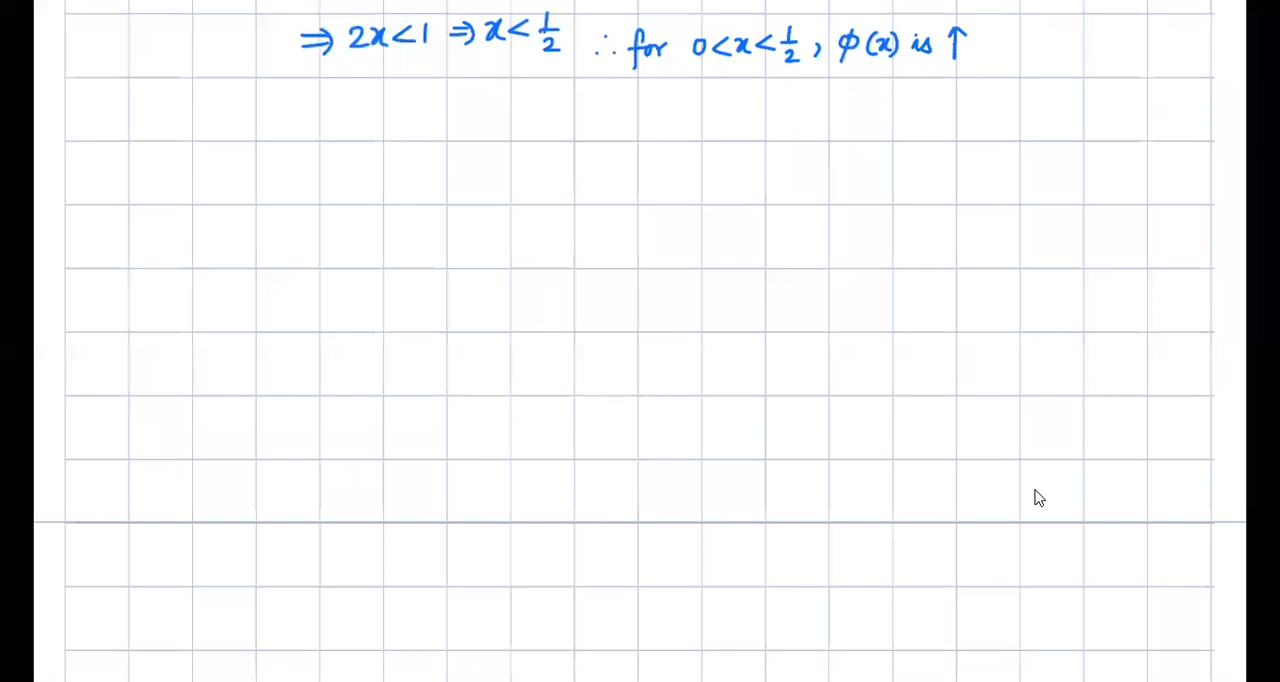 ⇒ 2x<1 ⇒ x<1/2 ∴ for 0<x<1/2, φ(x) is ↑